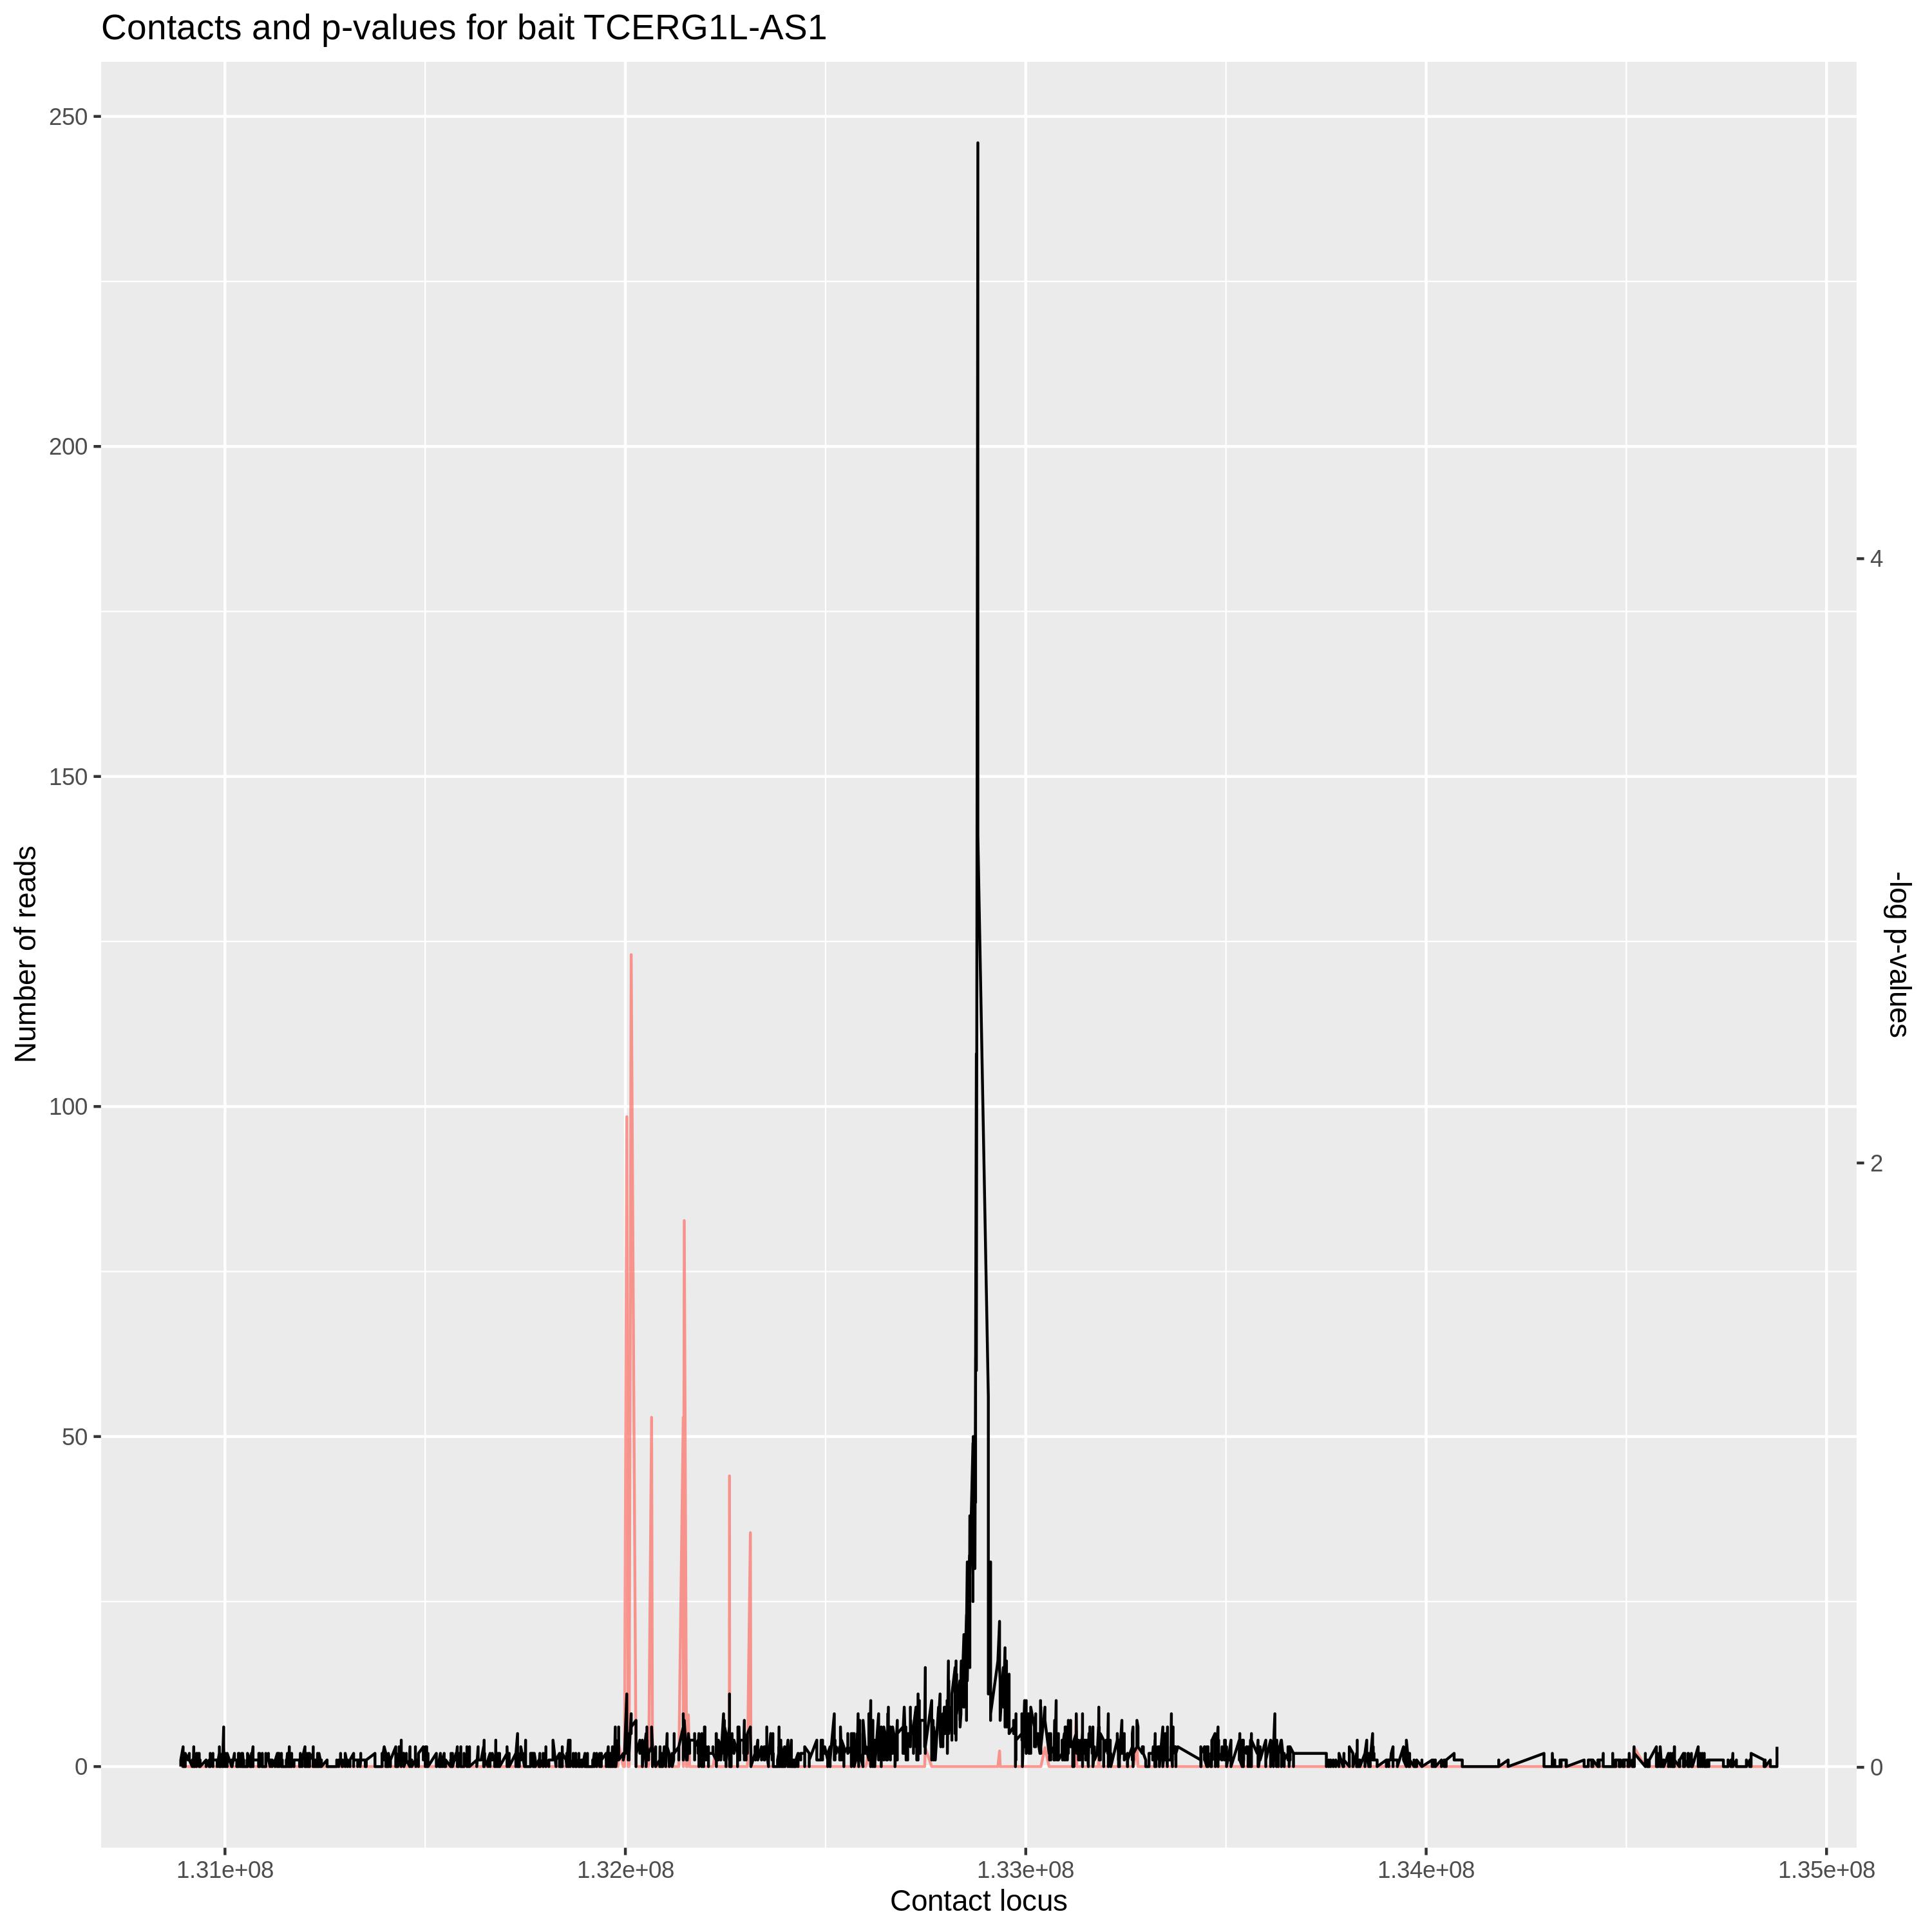 Contacts and p-values for bait TCERG1L-AS1
250
200
150
100
50
0
Number of reads
4
2
0
-log p-values
1.31e+08
1.32e+08
1.33e+08
1.34e+08
1.35e+08
Contact locus